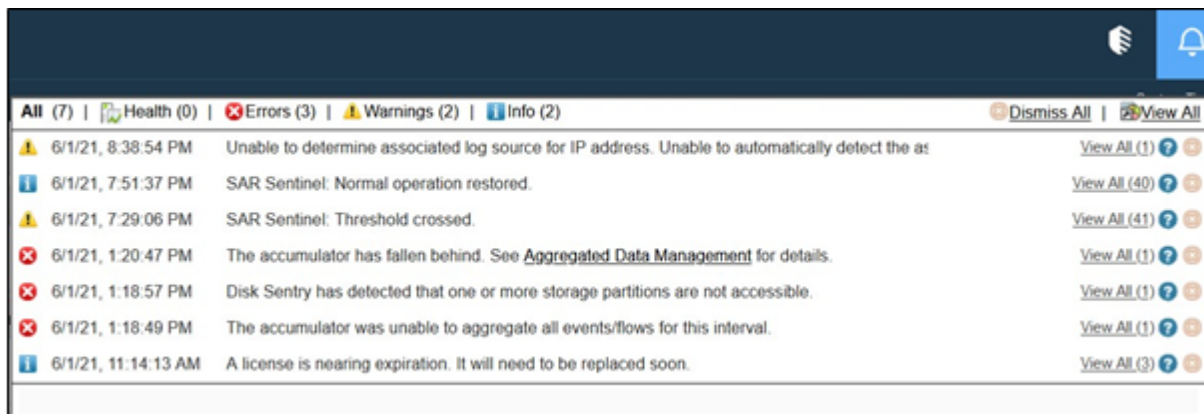 All (7) | Health (0) | Errors (3) | Warnings (2) | Info (2) Dismiss All | View All
6/1/21, 8:38:54 PM Unable to determine associated log source for IP address. Unable to automatically detect the as View All (1)
6/1/21, 7:51:37 PM SAR Sentinel: Normal operation restored. View All (40)
6/1/21, 7:29:06 PM SAR Sentinel: Threshold crossed. View All (41)
6/1/21, 1:20:47 PM The accumulator has fallen behind. See Aggregated Data Management for details. View All (1)
6/1/21, 1:18:57 PM Disk Sentry has detected that one or more storage partitions are not accessible. View All (1)
6/1/21, 1:18:49 PM The accumulator was unable to aggregate all events/flows for this interval. View All (1)
6/1/21, 11:14:13 AM A license is nearing expiration. It will need to be replaced soon. View All (3)